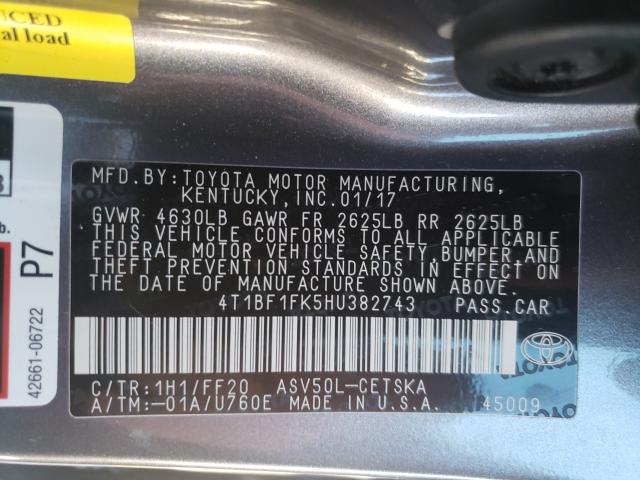 UCED
al load
b.
P7
42661-06722
MFD.BY:TOYOTA MOTOR MANUFACTURING,
KENTUCKY,INC.01/17
GVWR 4630LB GAWR FR 2625LB RR 2625LB
THIS VEHICLE CONFORMS TO ALL APPLICABLE
FEDERAL MOTOR VEHICLE SAFETY,BUMPER,AND
THEFT PREVENTION STANDARDS IN EFFECT ON
THE DATE OF MANUFACTURE SHOWN ABOVE.
4T1BF1FK5HU382743 PASS.CAR
C/TR:1H1/FF20 ASV50L-CETSKA
A/TM:-01A/U760E MADE IN U.S.A. 45009